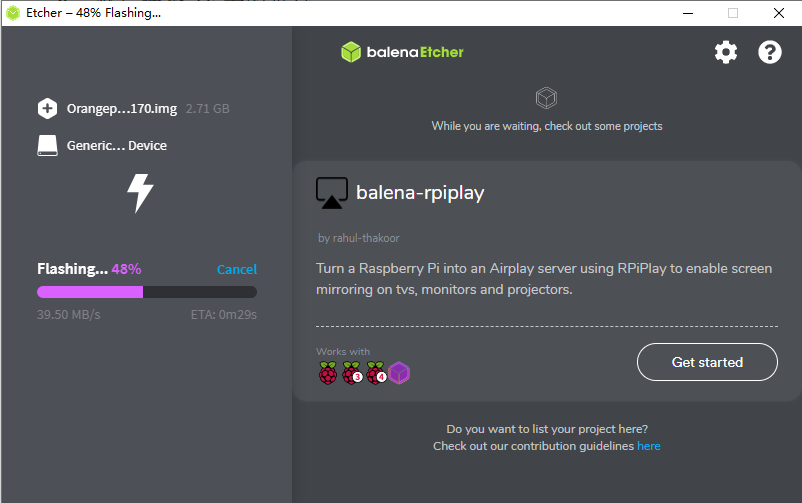 Etcher – 48% Flashing...
balenaEtcher
Orangep...170.img 2.71 GB
Generic... Device
Flashing... 48% Cancel
39.50 MB/s ETA: 0m29s
While you are waiting, check out some projects
balena-rpiplay
by rahul-thakoor
Turn a Raspberry Pi into an Airplay server using RPiPlay to enable screen
mirroring on tvs, monitors and projectors.
Works with
3 4
Get started
Do you want to list your project here?
Check out our contribution guidelines here